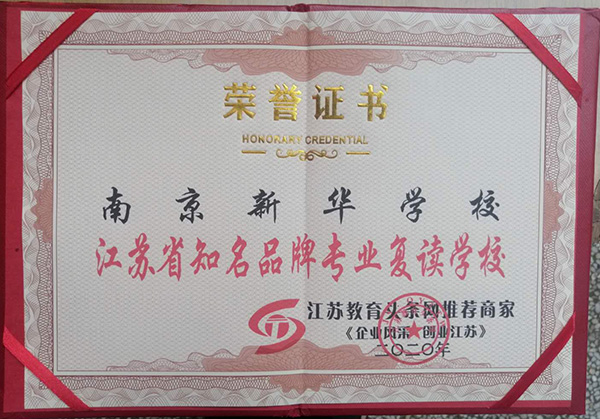 荣誉证书
HONORARY CREDENTIAL
南京新华学校
江苏省知名品牌专业复读学校
江苏教育头条网推荐商家
《企业风采·创业江苏》
二〇二〇年